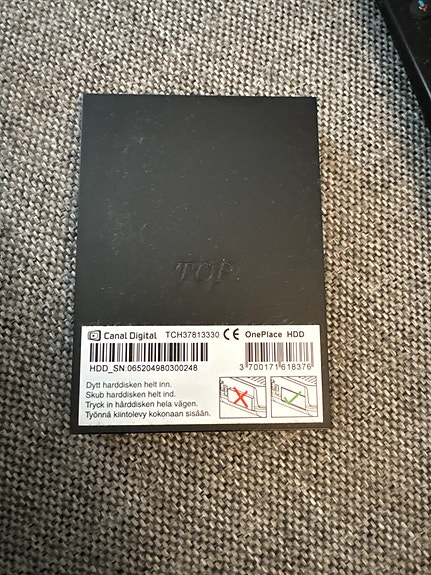 TOP
Canal Digital TCH37813330 CE OnePlace HDD
HDD_SN:065204980300248
3 700171 618376
Dytt harddisken helt inn.
Skub harddisken helt ind.
Tryck in hårddisken hela vägen.
Työnnä kiintolevy kokonaan sisään.